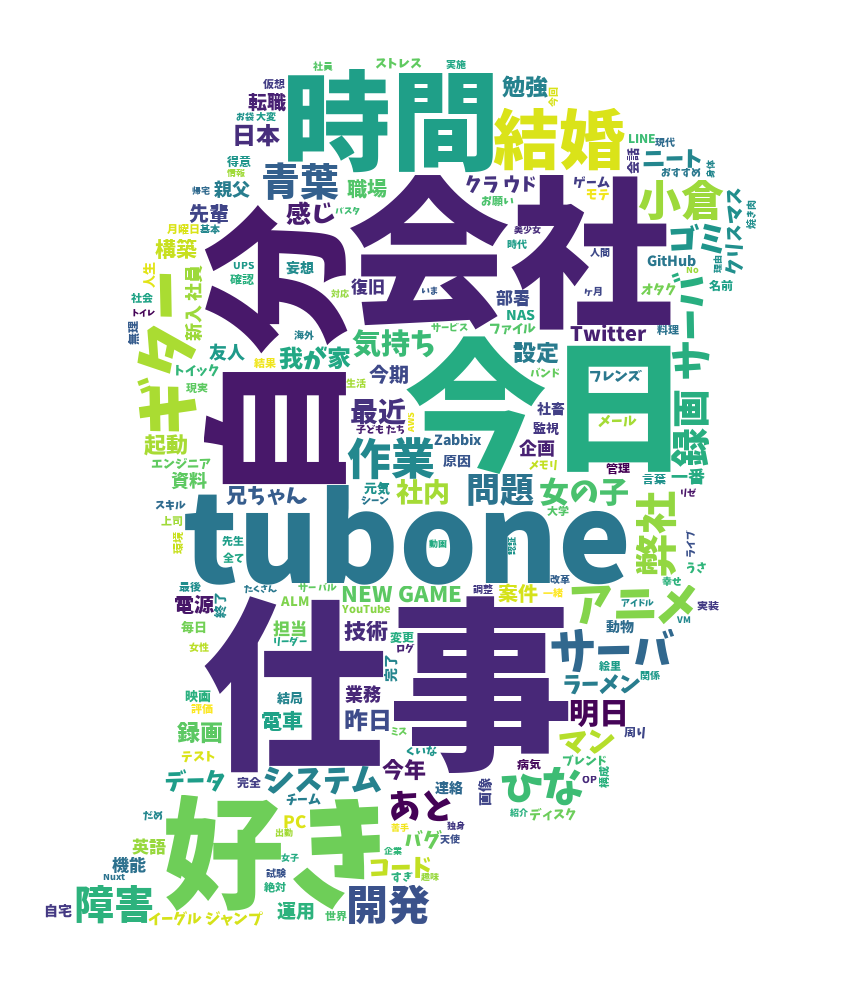 社員 ストレス 実施
仮想 時間 勉強 今回
転職 結婚
お袋 大変
日本 LINE 現代
会話 ニート
得意 青葉 職場 クラウド ゲーム おすすめ 身体
情報
帰宅 親父 モテ
先輩 感じ パスタ お願い 小倉 クリスマス 焼き肉
月曜日 基本 自分 会社 美少女 ゴミ
構築 時代 人間 GitHub 理由
UPS 妄想 No
人生 確認 復旧 いま 部署 ヶ月 オタク 名前
社会 新入社員 対応 NAS サーバ
トイレ ギター サービス ファイル Twitter 料理
無理 海外 気持ち
友人 結果 我が家 今日 設定
トイック 今期 バンド フレンズ
現実 生活
最近 社畜 メール 録画
子どもたち AWS 監視
起動 作業 Zabbix 企画
エンジニア 原因 メモリ 管理
資料 言葉 一番
兄ちゃん 元気 社内 問題 女の子 リゼ
スキル シーン 大学
上司 tubone 弊社
環境 先生 動画 ライブ
全て うさ
最後 たくさん サーバル 調整 改革 幸せ
電源 終了 ALM NEW GAME 案件 一緒 アニメ アイドル 実装
YouTube VM
毎日 担当 技術 変更 動物
女性 リーダー ログ サーバ
仕事 完了 絵里 関係
映画 結局 業務 ラーメン
評価
録画 電車 昨日 明日
ミス 周り
テスト くいな マン
病気 ブレンド
データ 完全 システム 今年 ひな OP 構成
チーム 連絡 画像
だめ 好き あと 紹介 ディスク
PC 苦手 独身
英語 出勤 バグ 天使
女子 企業
機能 コード
Nuxt 試験 すぎ 趣味
絶対
自宅 障害 イーグルジャンプ 運用 世界 開発